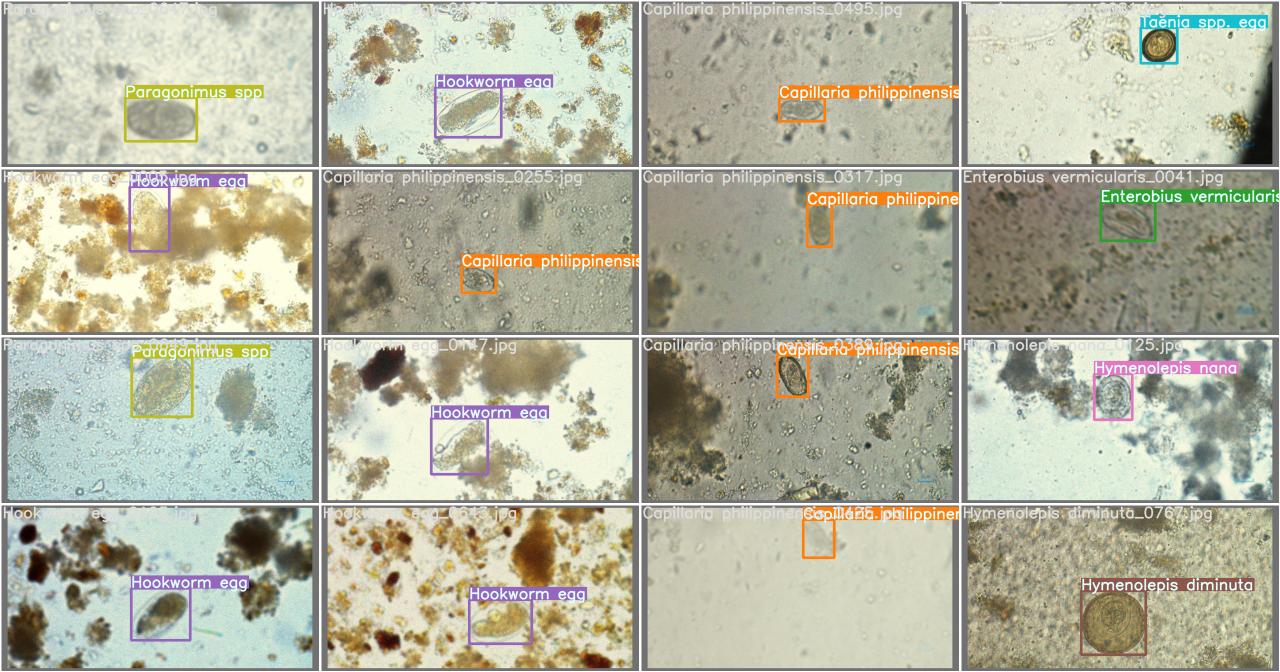 Paragonimus spp
Hookworm egg
Capillaria philippinensis_0495.jpg
Capillaria philippinensis
Taenia spp. egg
Hookworm egg
Capillaria philippinensis_0255.jpg
Capillaria philippinensis
Capillaria philippinensis_0317.jpg
Capillaria philippine
Enterobius vermicularis_0041.jpg
Enterobius vermicularis
Paragonimus spp
Hookworm egg_0147.jpg
Hookworm egg
Capillaria philippinensis
Hymenolepis nana_0125.jpg
Hymenolepis nana
Hookworm egg
Hookworm egg
Capillaria philippiner
Hymenolepis diminuta_0767.jpg
Hymenolepis diminuta